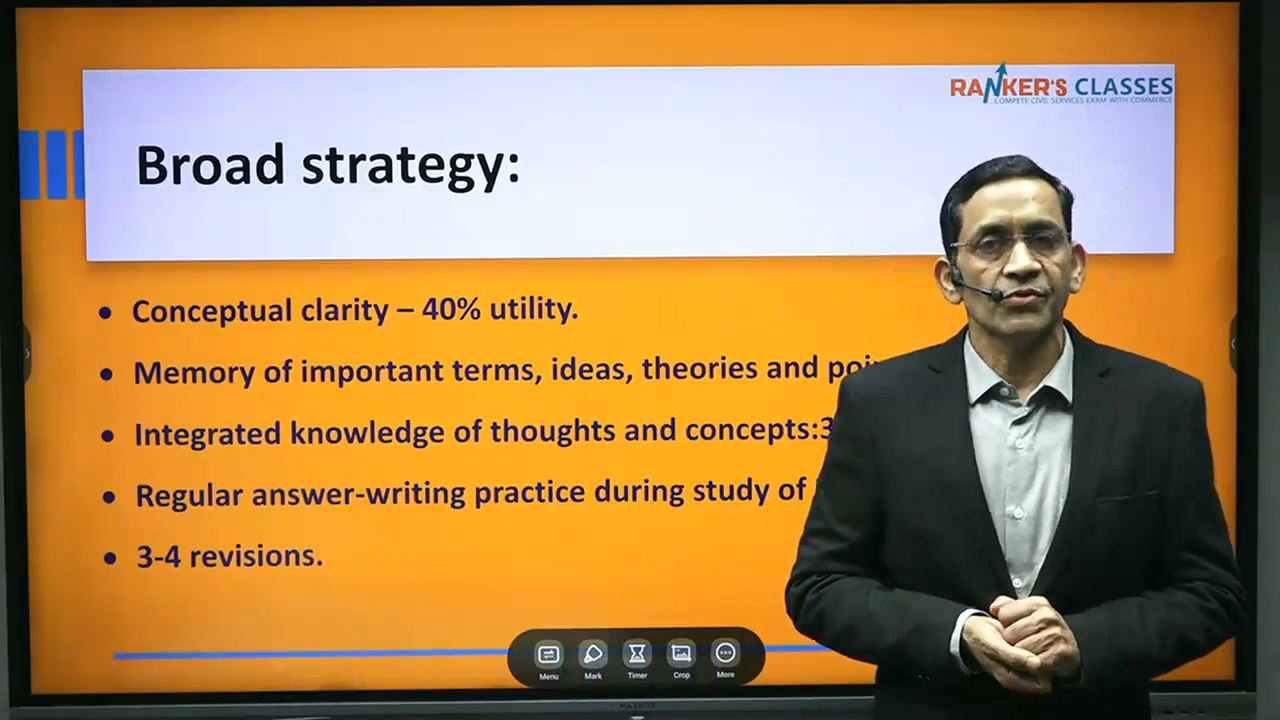 RANKER'S CLASSES
...COMPETE CIVIL SERVICES EXAM WITH COMMERCE
Broad strategy:
• Conceptual clarity – 40% utility.
• Memory of important terms, ideas, theories and
• Integrated knowledge of thoughts and concepts:3
• Regular answer-writing practice during study of
• 3-4 revisions.
Menu Mark Timer Crop More